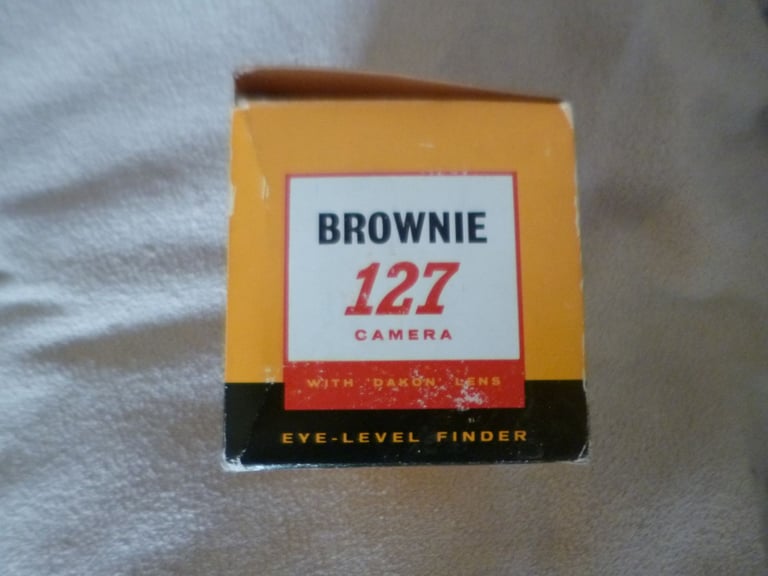 BROWNIE
127
CAMERA
WITH 'DAKON' LENS
EYE-LEVEL FINDER